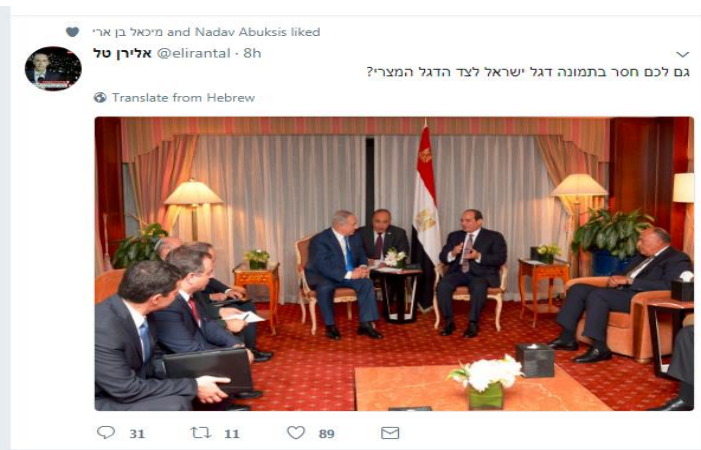 מיכאל בן ארי and Nadav Abuksis liked
אלירן טל @elirantal · 8h
גם לכם חסר בתמונה דגל ישראל לצד הדגל המצרי?
Translate from Hebrew
31 11 89